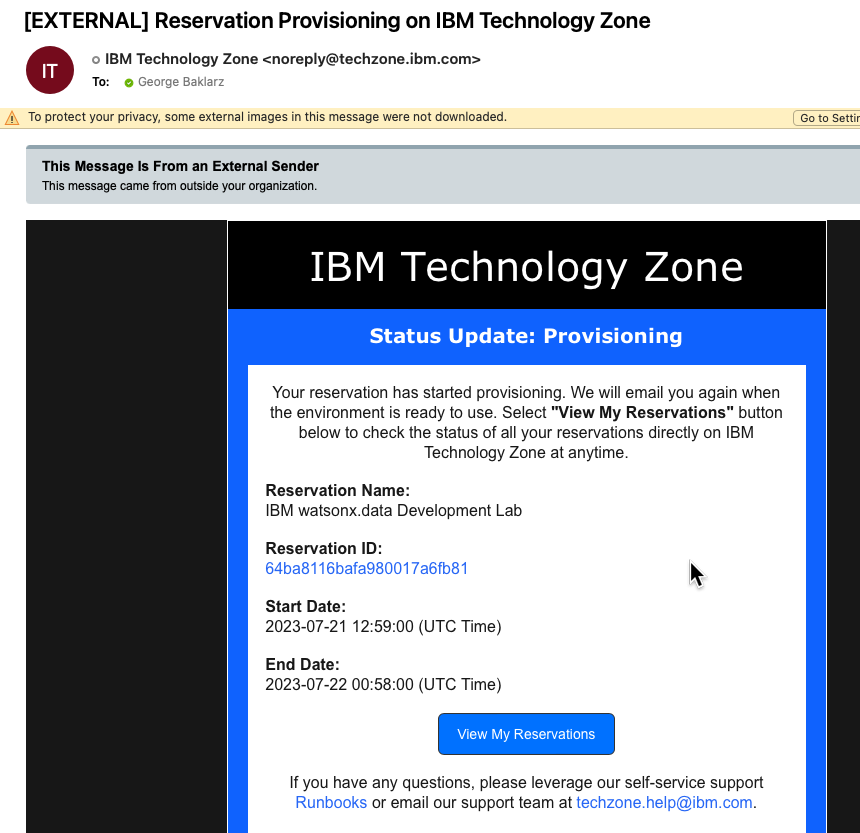 [EXTERNAL] Reservation Provisioning on IBM Technology Zone
IT
IBM Technology Zone <noreply@techzone.ibm.com>
To: George Baklarz
To protect your privacy, some external images in this message were not downloaded.
Go to Settin
This Message Is From an External Sender
This message came from outside your organization.
IBM Technology Zone
Status Update: Provisioning
Your reservation has started provisioning. We will email you again when
the environment is ready to use. Select "View My Reservations" button
below to check the status of all your reservations directly on IBM
Technology Zone at anytime.
Reservation Name:
IBM watsonx.data Development Lab
Reservation ID:
64ba8116bafa980017a6fb81
Start Date:
2023-07-21 12:59:00 (UTC Time)
End Date:
2023-07-22 00:58:00 (UTC Time)
View My Reservations
If you have any questions, please leverage our self-service support
Runbooks or email our support team at techzone.help@ibm.com.